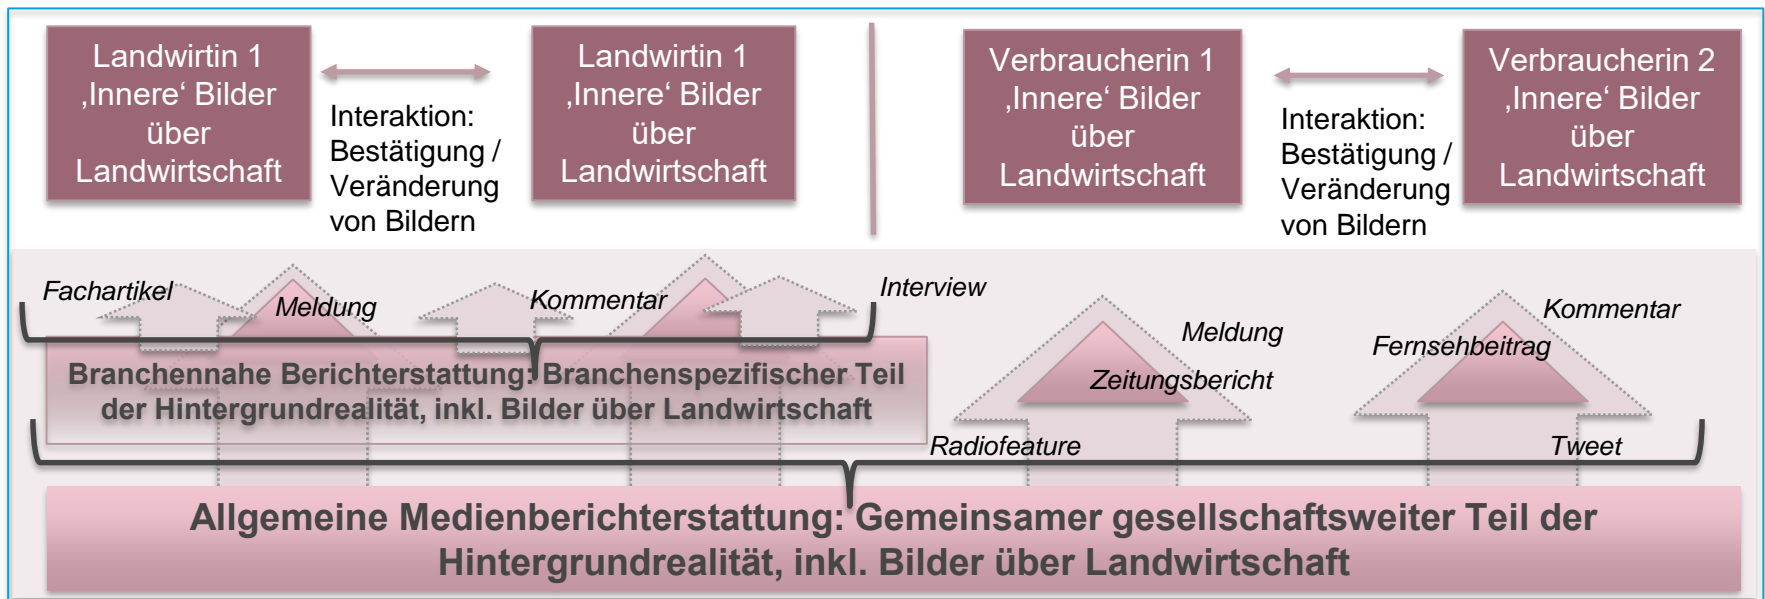 Landwirtin 1
‚Innere‘ Bilder
über
Landwirtschaft
Interaktion:
Bestätigung /
Veränderung
von Bildern
Landwirtin 1
‚Innere‘ Bilder
über
Landwirtschaft
Verbraucherin 1
‚Innere‘ Bilder
über
Landwirtschaft
Interaktion:
Bestätigung /
Veränderung
von Bildern
Verbraucherin 2
‚Innere‘ Bilder
über
Landwirtschaft
Fachartikel
Meldung
Kommentar
Interview
Meldung
Zeitungsbericht
Radiofeature
Kommentar
Fernsehbeitrag
Tweet
Branchennahe Berichterstattung: Branchenspezifischer Teil
der Hintergrundrealität, inkl. Bilder über Landwirtschaft
Allgemeine Medienberichterstattung: Gemeinsamer gesellschaftsweiter Teil der
Hintergrundrealität, inkl. Bilder über Landwirtschaft